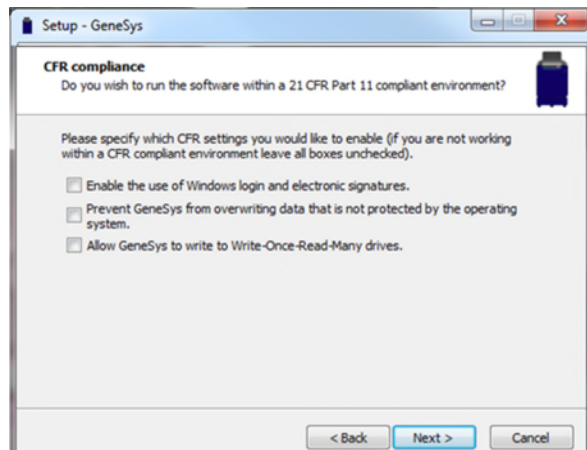 Setup - GeneSys
CFR compliance
Do you wish to run the software within a 21 CFR Part 11 compliant environment?
Please specify which CFR settings you would like to enable (if you are not working
within a CFR compliant environment leave all boxes unchecked).
Enable the use of Windows login and electronic signatures.
Prevent GeneSys from overwriting data that is not protected by the operating
system.
Allow GeneSys to write to Write-Once-Read-Many drives.
< Back
Next >
Cancel